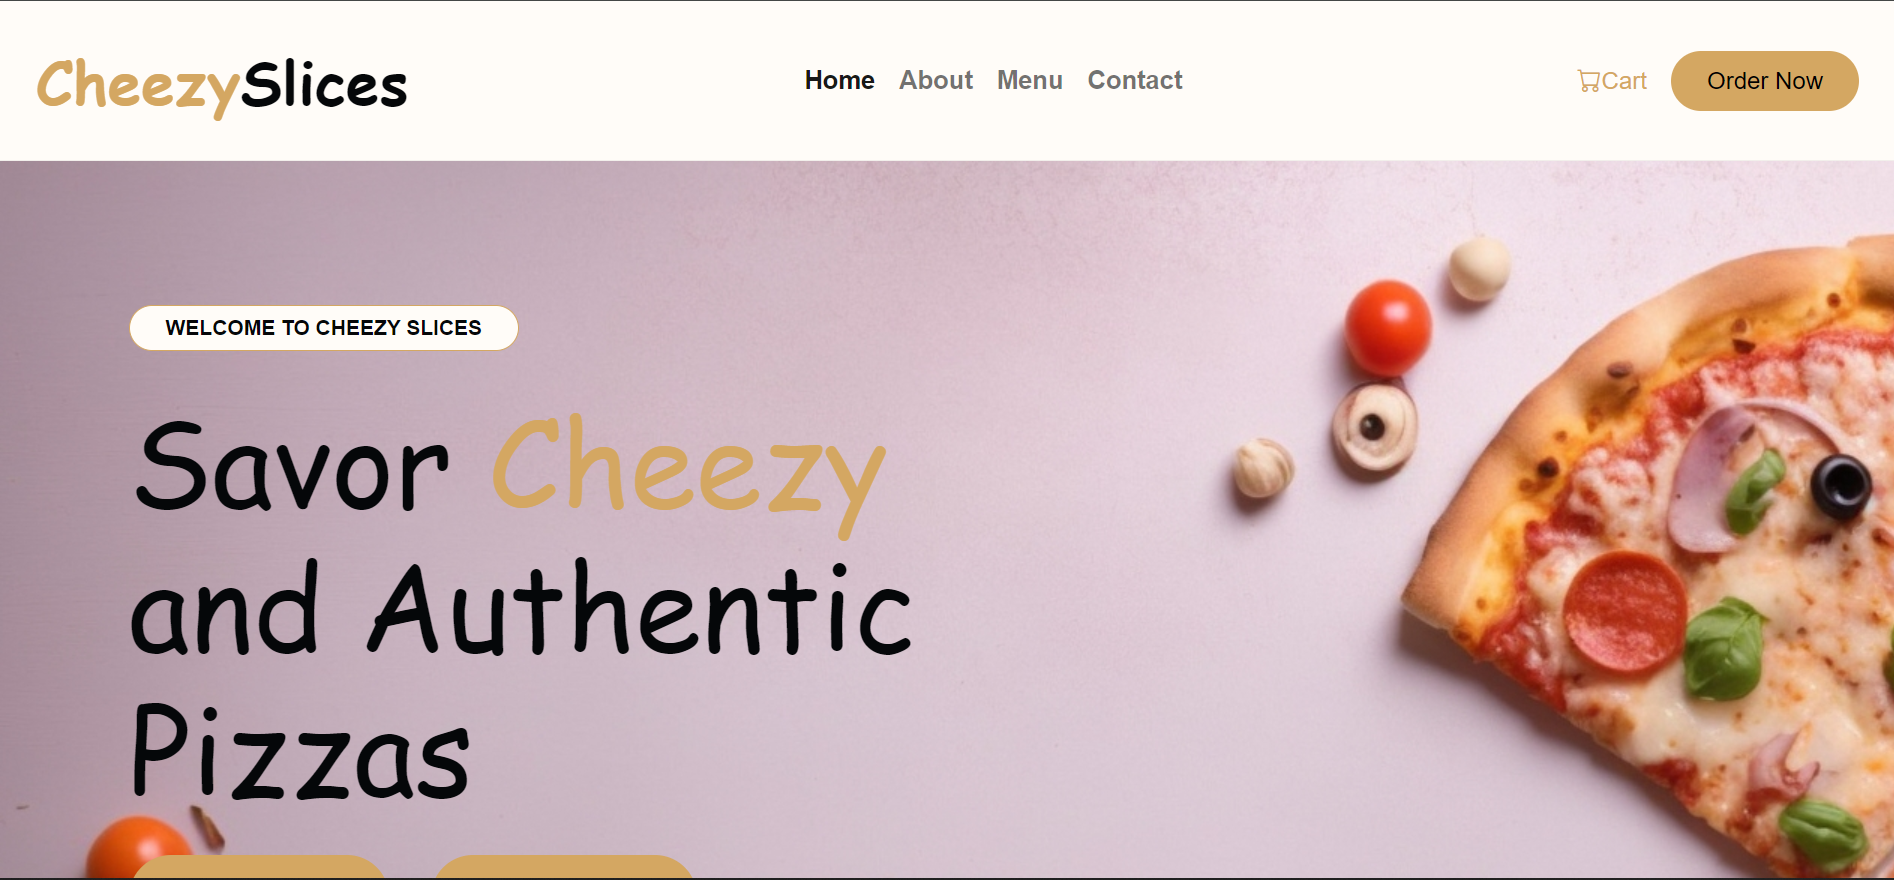 CheezySlices
Home About Menu Contact
Cart
Order Now
WELCOME TO CHEEZY SLICES
Savor Cheezy
and Authentic
Pizzas